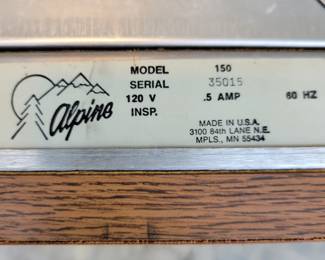 Alpine
MODEL 150
SERIAL 35015
120 V .5 AMP 60 HZ
INSP.
MADE IN U.S.A.
3100 84th LANE N.E.
MPLS., MN 55434